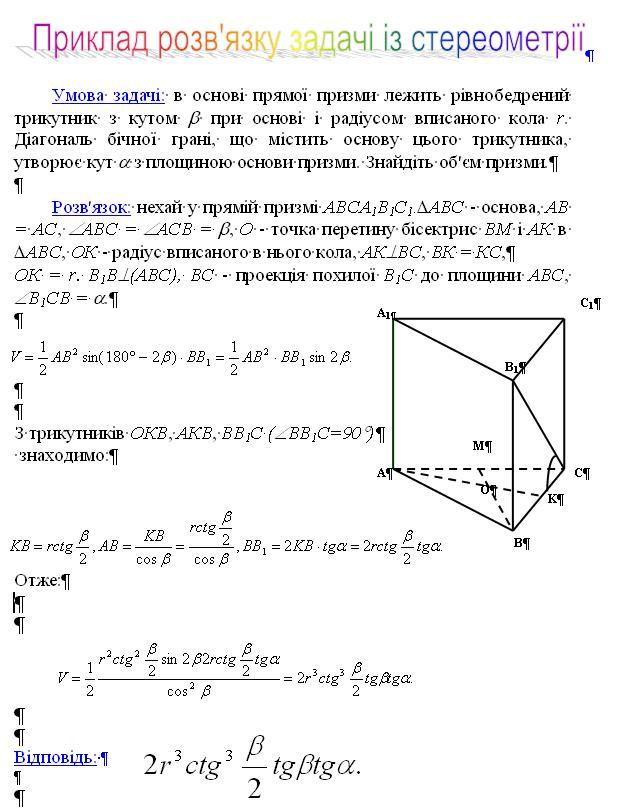 Приклад розв'язку задачі із стереометрії¶
Умова задачі: в основі прямої призми лежить рівнобедрений
трикутник з кутом β при основі і радіусом вписаного кола r.
Діагональ бічної грані, що містить основу цього трикутника,
утворює кут α з площиною основи призми. Знайдіть об'єм призми.¶
¶
Розв'язок: нехай у прямій призмі ABCA₁B₁C₁ ΔABC - основа, AB
= AC, ∠ABC = ∠ACB = β, O - точка перетину бісектрис BM і AK в
ΔABC, OK - радіус вписаного в нього кола, AK⊥BC, BK = KC,¶
OK = r. B₁B⊥(ABC), BC - проекція похилої B₁C до площини ABC,
∠B₁CB = α.¶
¶
A₁¶
C₁¶
B₁¶
M¶
A¶
C¶
O¶
K¶
B¶
V = 1/2 AB² sin(180° − 2β) · BB₁ = 1/2 AB² · BB₁ sin 2β.
¶
¶
З трикутників OKB, AKB, BB₁C (∠BB₁C=90°)¶
знаходимо:¶
KB = rctg β/2, AB = KB/cos β = rctg β/2 / cos β, BB₁ = 2KB · tgα = 2rctg β/2 tgα.
Отже:¶
¶
¶
V = 1/2 r²ctg² β/2 sin 2β2rctg β/2 tgα / cos² β = 2r³ctg³ β/2 tgβtgα.
¶
¶
Відповідь:¶
2r³ctg³ β/2 tgβtgα.
¶
¶